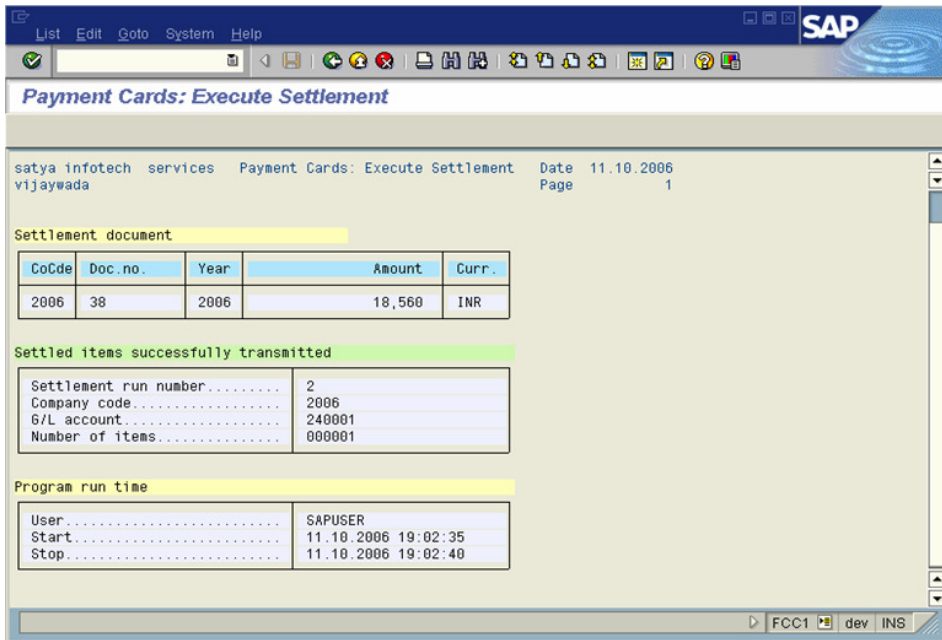 List Edit Goto System Help
SAP
Payment Cards: Execute Settlement
satya infotech services Payment Cards: Execute Settlement Date 11.10.2006
vijaywada Page 1
Settlement document
CoCde Doc.no. Year Amount Curr.
2006 38 2006 18,560 INR
Settled items successfully transmitted
Settlement run number......... 2
Company code.................. 2006
G/L account................... 240001
Number of items............... 000001
Program run time
User.......................... SAPUSER
Start......................... 11.10.2006 19:02:35
Stop.......................... 11.10.2006 19:02:40
FCC1 dev INS